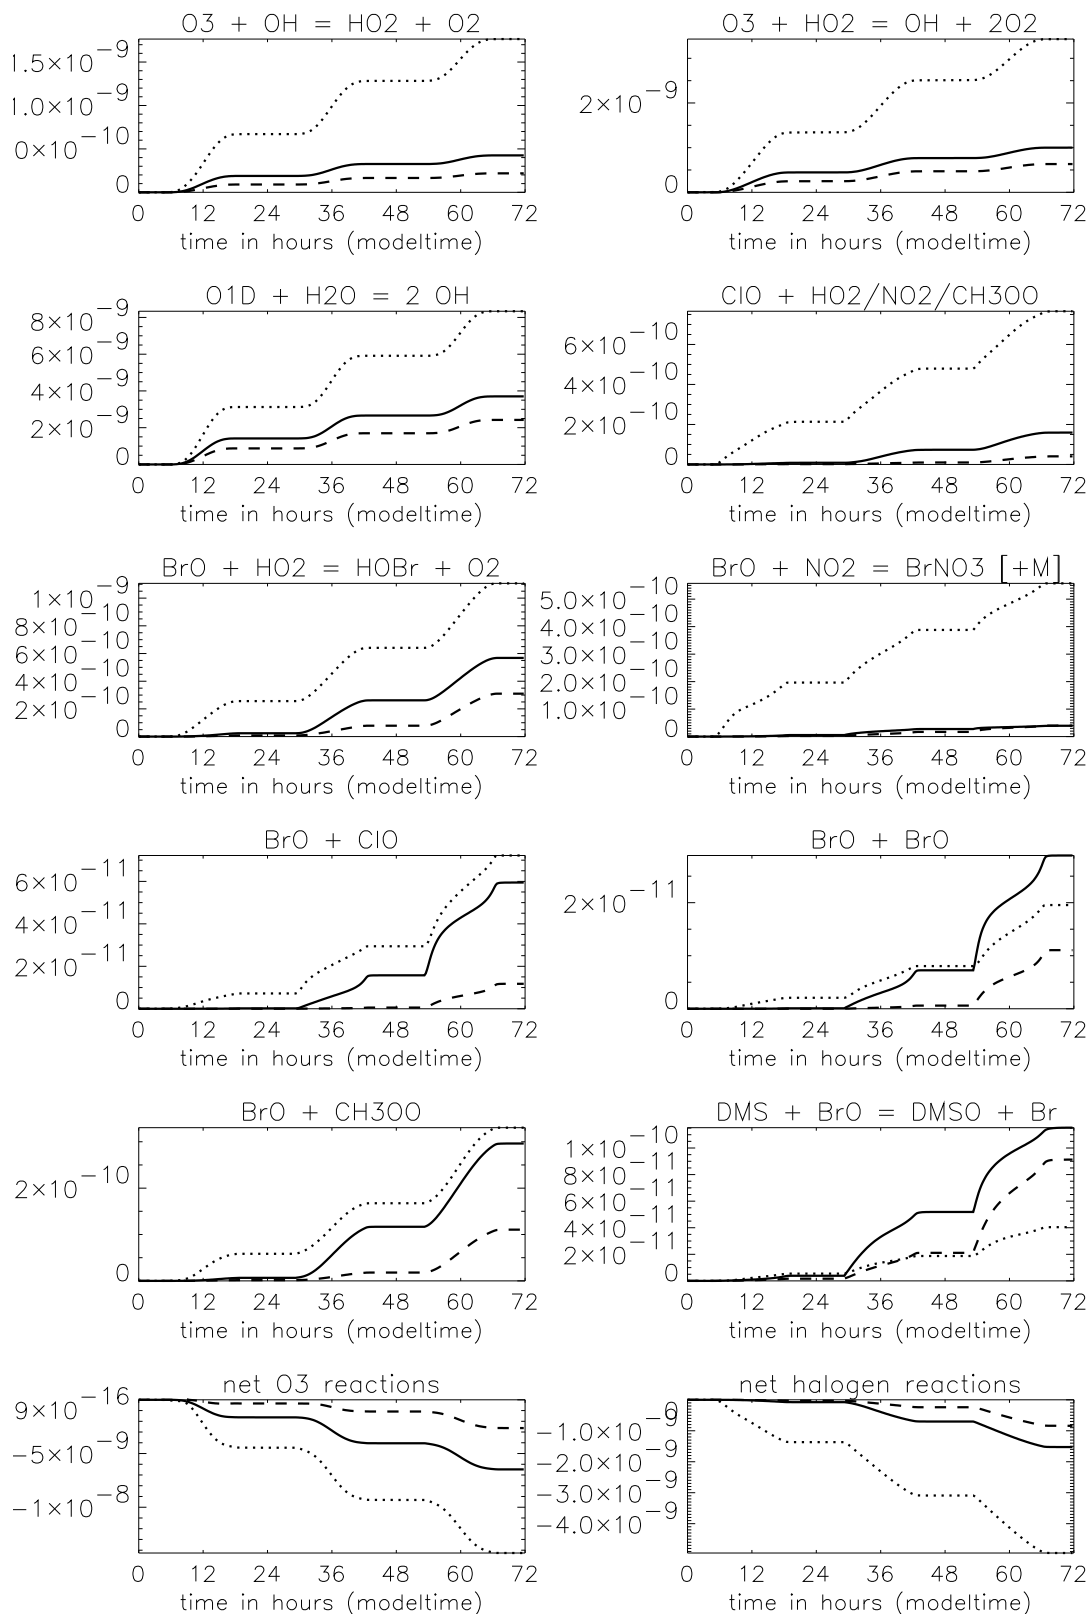 O3 + OH = HO2 + O2
1.5×10−9
1.0×10−9
0×10−10
0
0 12 24 36 48 60 72
time in hours (modeltime)
O3 + HO2 = OH + 2O2
2×10−9
0
0 12 24 36 48 60 72
time in hours (modeltime)
O1D + H2O = 2 OH
8×10−9
6×10−9
4×10−9
2×10−9
0
0 12 24 36 48 60 72
time in hours (modeltime)
ClO + HO2/NO2/CH3OO
6×10−10
4×10−10
2×10−10
0
0 12 24 36 48 60 72
time in hours (modeltime)
BrO + HO2 = HOBr + O2
1×10−9
8×10−10
6×10−10
4×10−10
2×10−10
0
0 12 24 36 48 60 72
time in hours (modeltime)
BrO + NO2 = BrNO3 [+M]
5.0×10−10
4.0×10−10
3.0×10−10
2.0×10−10
1.0×10−10
0
0 12 24 36 48 60 72
time in hours (modeltime)
BrO + ClO
6×10−11
4×10−11
2×10−11
0
0 12 24 36 48 60 72
time in hours (modeltime)
BrO + BrO
2×10−11
0
0 12 24 36 48 60 72
time in hours (modeltime)
BrO + CH3OO
2×10−10
0
0 12 24 36 48 60 72
time in hours (modeltime)
DMS + BrO = DMSO + Br
1×10−10
8×10−11
6×10−11
4×10−11
2×10−11
0
0 12 24 36 48 60 72
time in hours (modeltime)
net O3 reactions
9×10−16
−5×10−9
−1×10−8
0 12 24 36 48 60 72
time in hours (modeltime)
net halogen reactions
0
−1.0×10−9
−2.0×10−9
−3.0×10−9
−4.0×10−9
0 12 24 36 48 60 72
time in hours (modeltime)